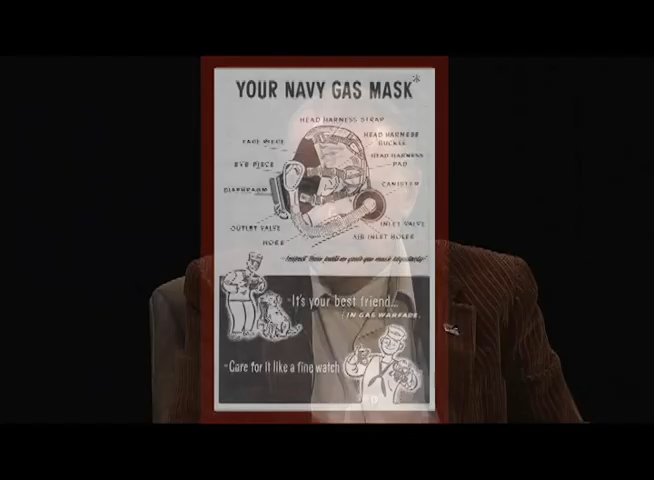 YOUR NAVY GAS MASK*
HEAD HARNESS STRAP
FACE PIECE
HEAD HARNESS
BUCKLE
HEAD HARNESS
PAD
EYE PIECE
CANISTER
DIAPHRAGM
OUTLET VALVE
INLET VALVE
HOSE
AIR INLET HOLES
-It's your best friend...
IN GAS WARFARE.
-Care for it like a fine watch